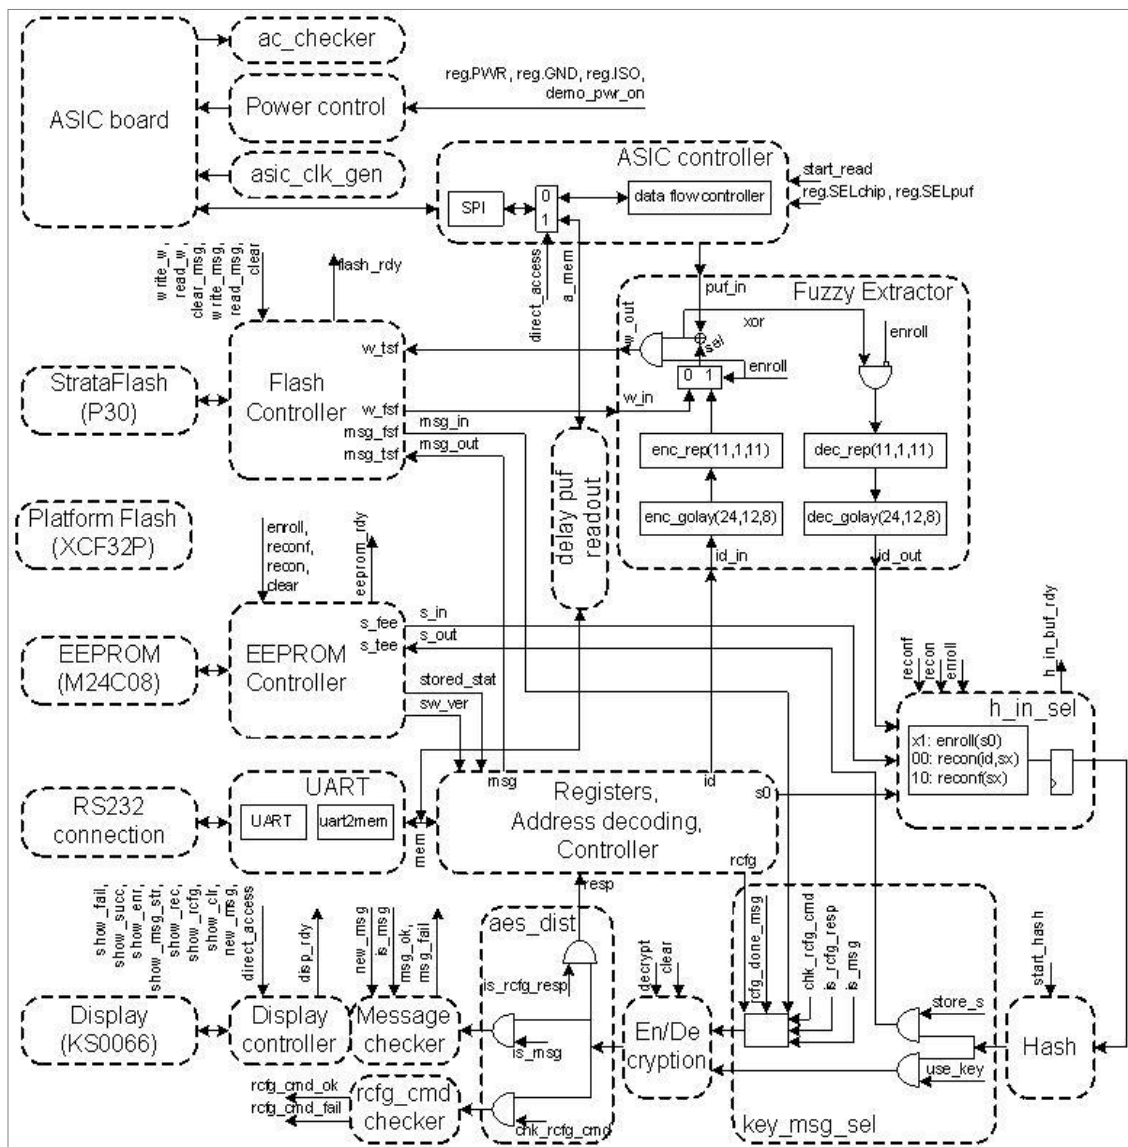 ac_checker
ASIC board
Power control
reg.PWR, reg.GND, reg.ISO,
demo_pwr_on
asic_clk_gen
ASIC controller
SPI
0
1
data flow controller
start_read
reg.SELchip, reg.SELpuf
write_w,
read_w,
clear_msg,
write_msg,
read_msg,
clear
flash_rdy
direct_access
a_mem
w_out
puf_in
Fuzzy Extractor
xor
sel
enroll
enroll
0 1
StrataFlash
(P30)
Flash
Controller
w_tsf
w_fsf
msg_fsf
msg_tsf
w_in
msg_in
msg_out
enc_rep(11,1,11)
dec_rep(11,1,11)
enc_golay(24,12,8)
dec_golay(24,12,8)
id_in
id_out
delay puf
readout
Platform Flash
(XCF32P)
enroll,
reconf,
recon,
clear
eeprom_rdy
EEPROM
(M24C08)
EEPROM
Controller
s_fee
s_tee
s_in
s_out
stored_stat
sw_ver
reconf
recon
enroll
h_in_buf_rdy
h_in_sel
x1: enroll(s0)
00: recon(id,sx)
10: reconf(sx)
RS232
connection
UART
UART
uart2mem
mem
msg
id
s0
Registers,
Address decoding,
Controller
rcfg
resp
show_fail,
show_succ,
show_enr,
show_msg_str,
show_rec,
show_rcfg,
show_clr,
new_msg,
direct_access
disp_rdy
new_msg
is_msg
msg_ok,
msg_fail
aes_dist
is_rcfg_resp
is_msg
chk_rcfg_cmd
decrypt
clear
rcfg_done_msg
chk_rcfg_cmd
is_rcfg_resp
is_msg
start_hash
Display
(KS0066)
Display
controller
Message
checker
En/De
cryption
store_s
use_key
Hash
rcfg_cmd_ok
rcfg_cmd_fail
rcfg_cmd
checker
key_msg_sel